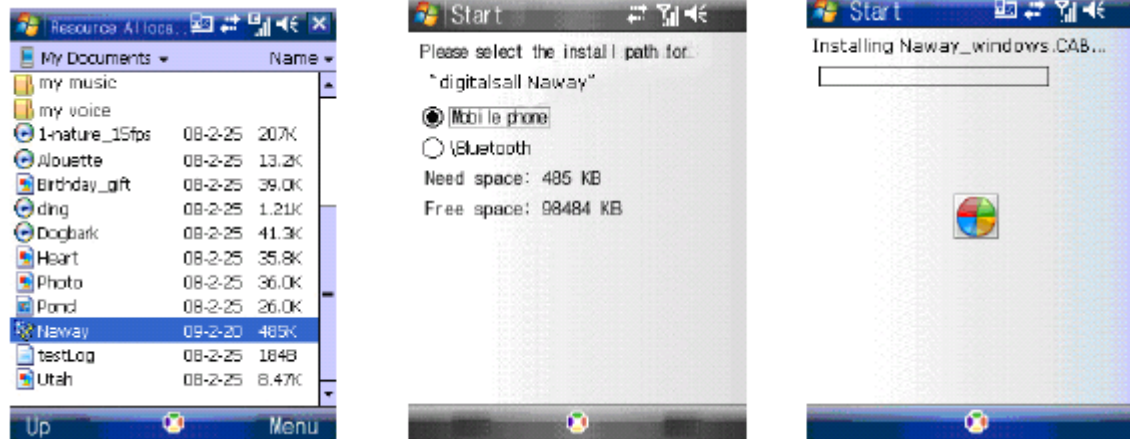 Resource Alloca..
My Documents Name
my music
my voice
1-nature_15fps 08-2-25 207K
Alouette 08-2-25 13.2K
Birthday_gift 08-2-25 39.0K
ding 08-2-25 1.21K
Dogbark 08-2-25 41.3K
Heart 08-2-25 35.8K
Photo 08-2-25 36.0K
Pond 08-2-25 26.0K
Naway 09-2-20 485K
testLog 08-2-25 184B
Utah 08-2-25 8.47K
Up Menu
Start
Please select the install path for:
"digitalsall Naway"
Mobile phone
\Bluetooth
Need space: 485 KB
Free space: 98484 KB
Start
Installing Naway_windows.CAB...